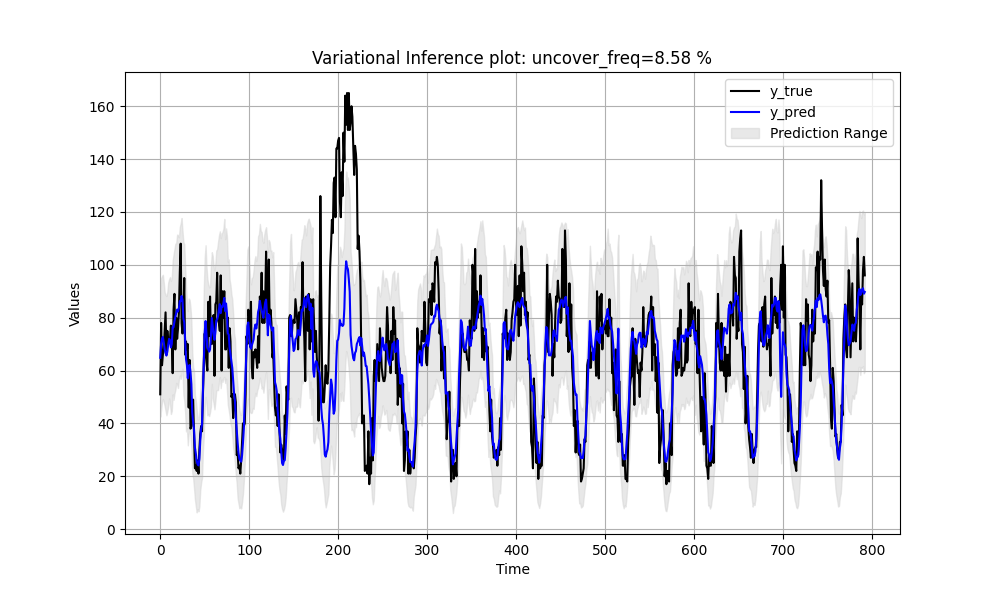 Variational Inference plot: uncover_freq=8.58 %
y_true
y_pred
Prediction Range
Values
160
140
120
100
80
60
40
20
0
0 100 200 300 400 500 600 700 800
Time